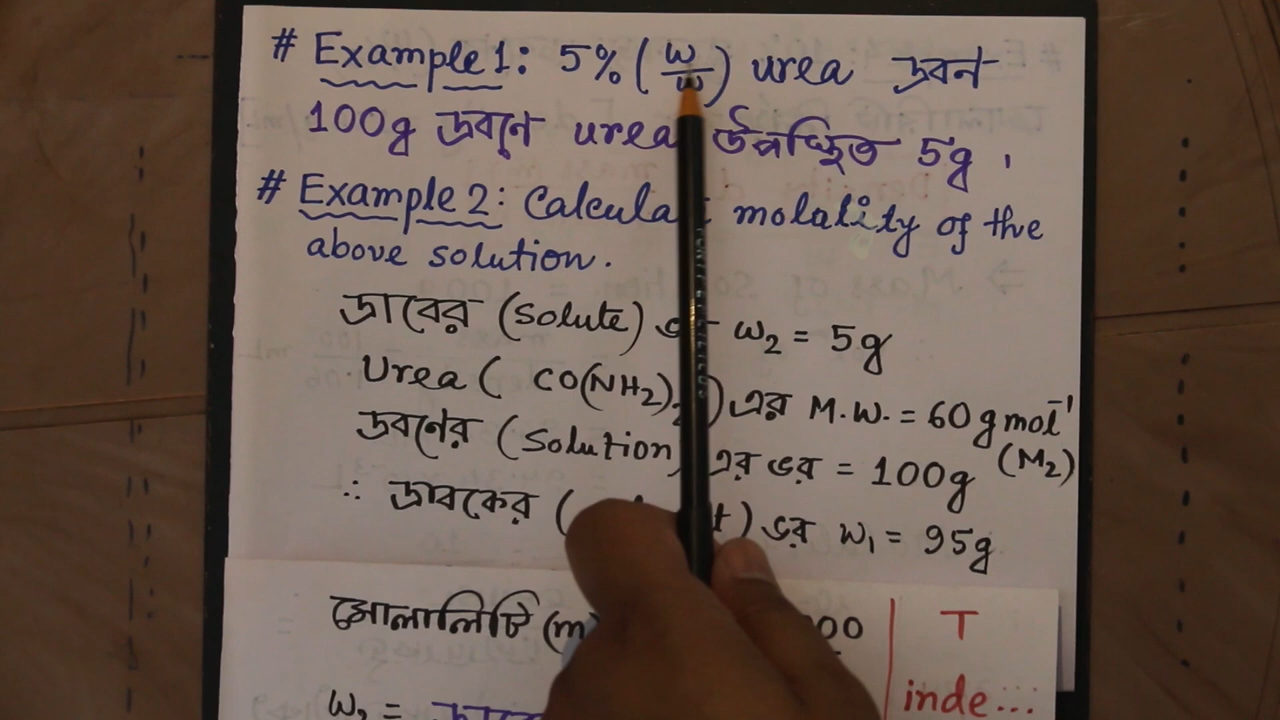 # Example 1: 5% (w/w) urea দ্রবন
100g দ্রবণে urea উপস্থিত 5g ,
# Example 2: Calculat molality of the
above solution.
দ্রাবের (Solute) w₂ = 5g
Urea ( CO(NH₂)₂) এর M.W. = 60 g mol⁻¹
(M₂)
দ্রবণের (Solution) এর ভর = 100g
∴ দ্রাবকের ( t) ভর w₁ = 95g
মোলালিটি (m) 00
T
inde...
w₂ =